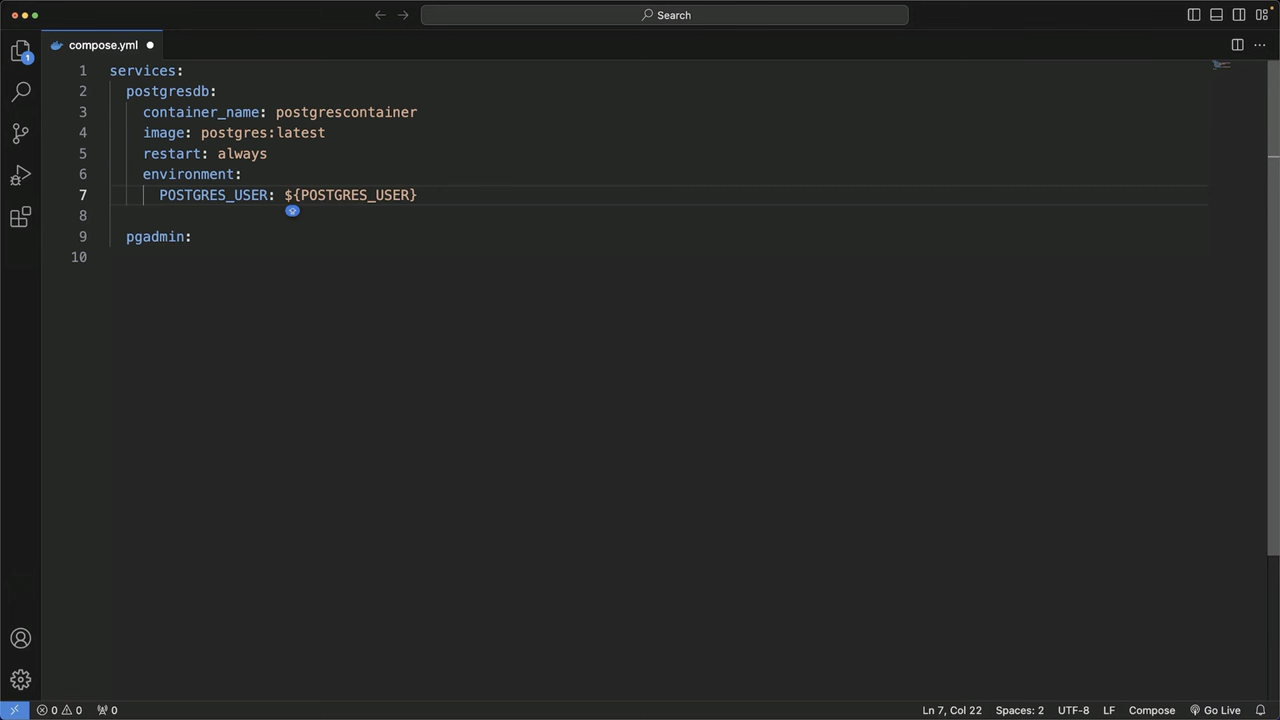 Search
compose.yml
1 services:
2 postgresdb:
3 container_name: postgrescontainer
4 image: postgres:latest
5 restart: always
6 environment:
7 POSTGRES_USER: ${POSTGRES_USER}
8
9 pgadmin:
10
1
0 0 0 Ln 7, Col 22 Spaces: 2 UTF-8 LF Compose Go Live